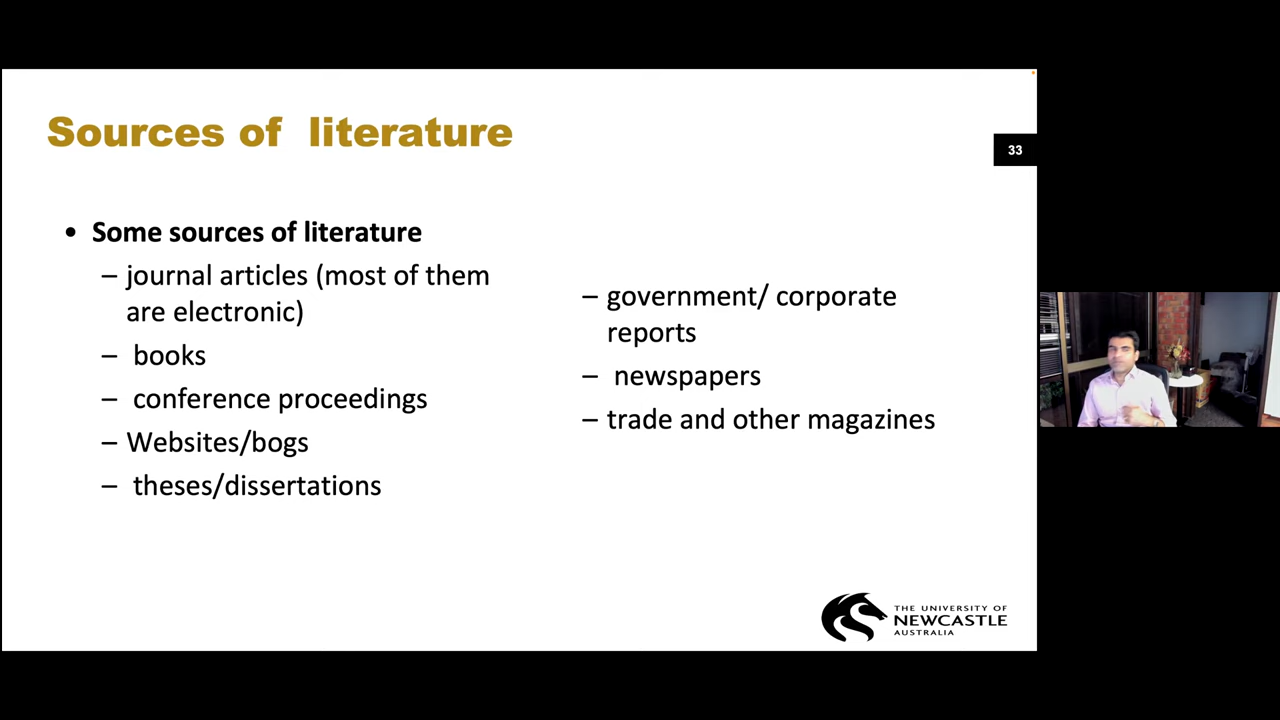 Sources of literature
33
• Some sources of literature
– journal articles (most of them
are electronic)
– books
– conference proceedings
– Websites/bogs
– theses/dissertations
– government/ corporate
reports
– newspapers
– trade and other magazines
THE UNIVERSITY OF
NEWCASTLE
AUSTRALIA